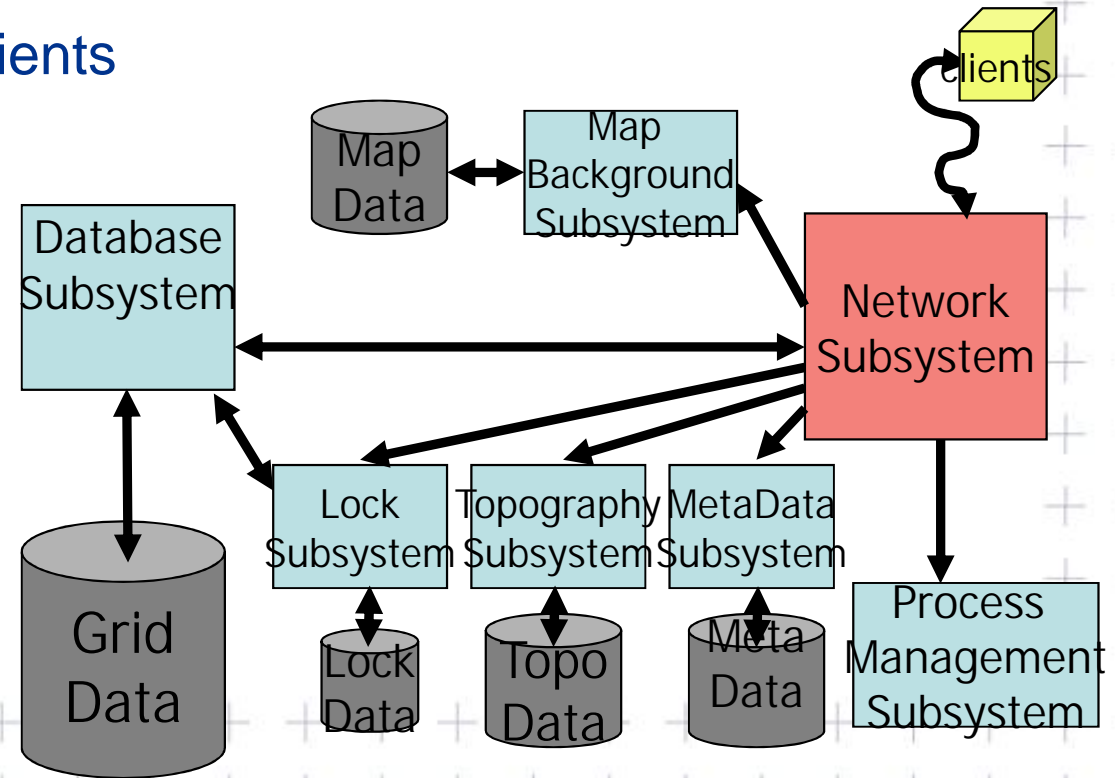 ients
clients
Map
Data
Map
Background
Subsystem
Database
Subsystem
Network
Subsystem
Lock
Subsystem
Topography
Subsystem
MetaData
Subsystem
Process
Management
Subsystem
Grid
Data
Lock
Data
Topo
Data
Meta
Data